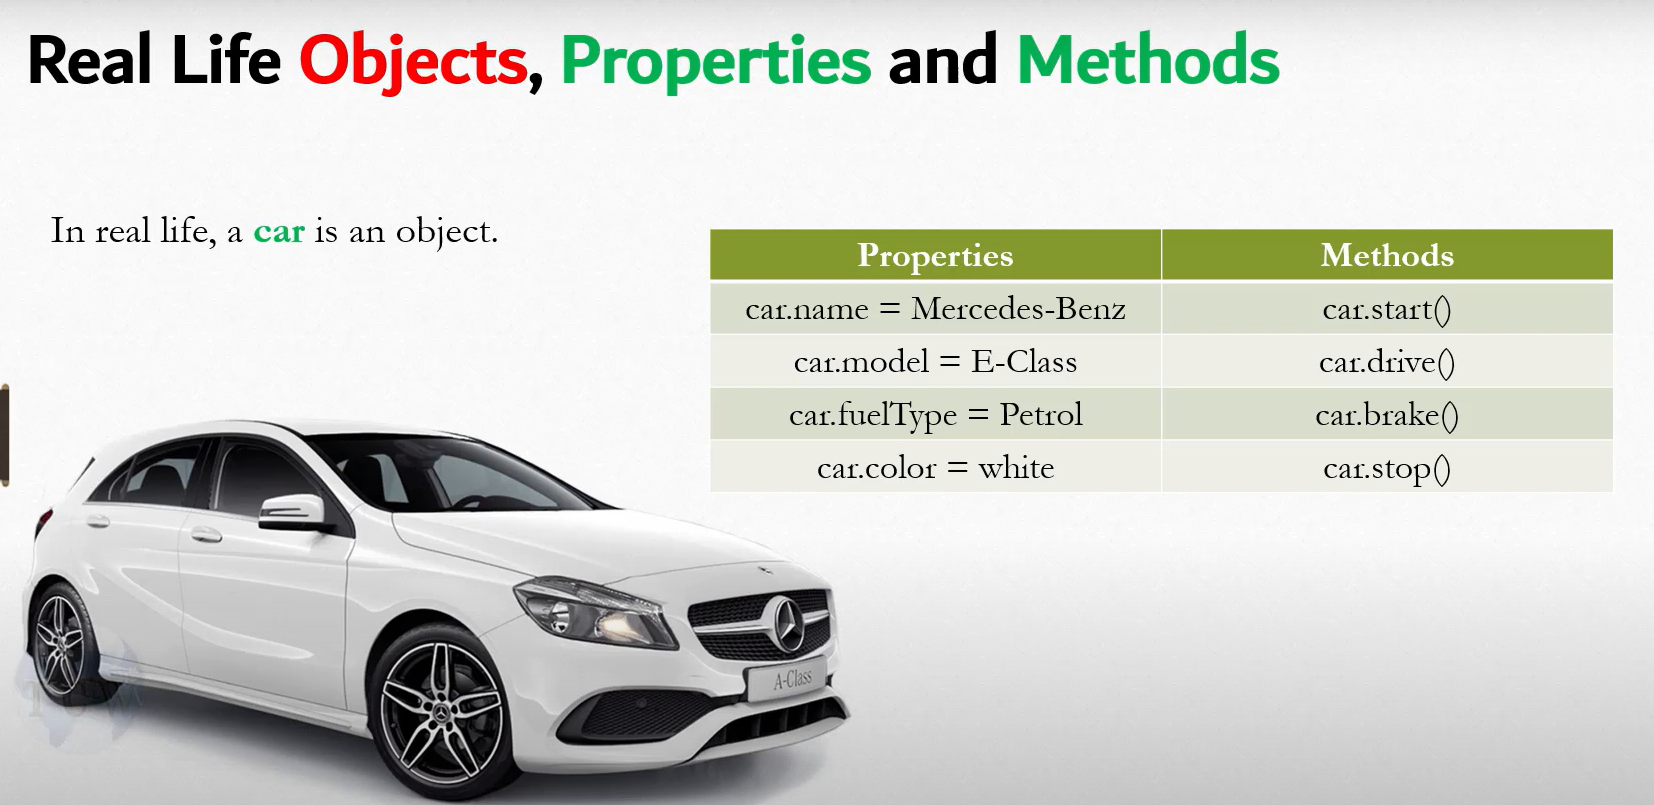 Real Life Objects, Properties and Methods
In real life, a car is an object.
Properties Methods
car.name = Mercedes-Benz car.start()
car.model = E-Class car.drive()
car.fuelType = Petrol car.brake()
car.color = white car.stop()
A-Class